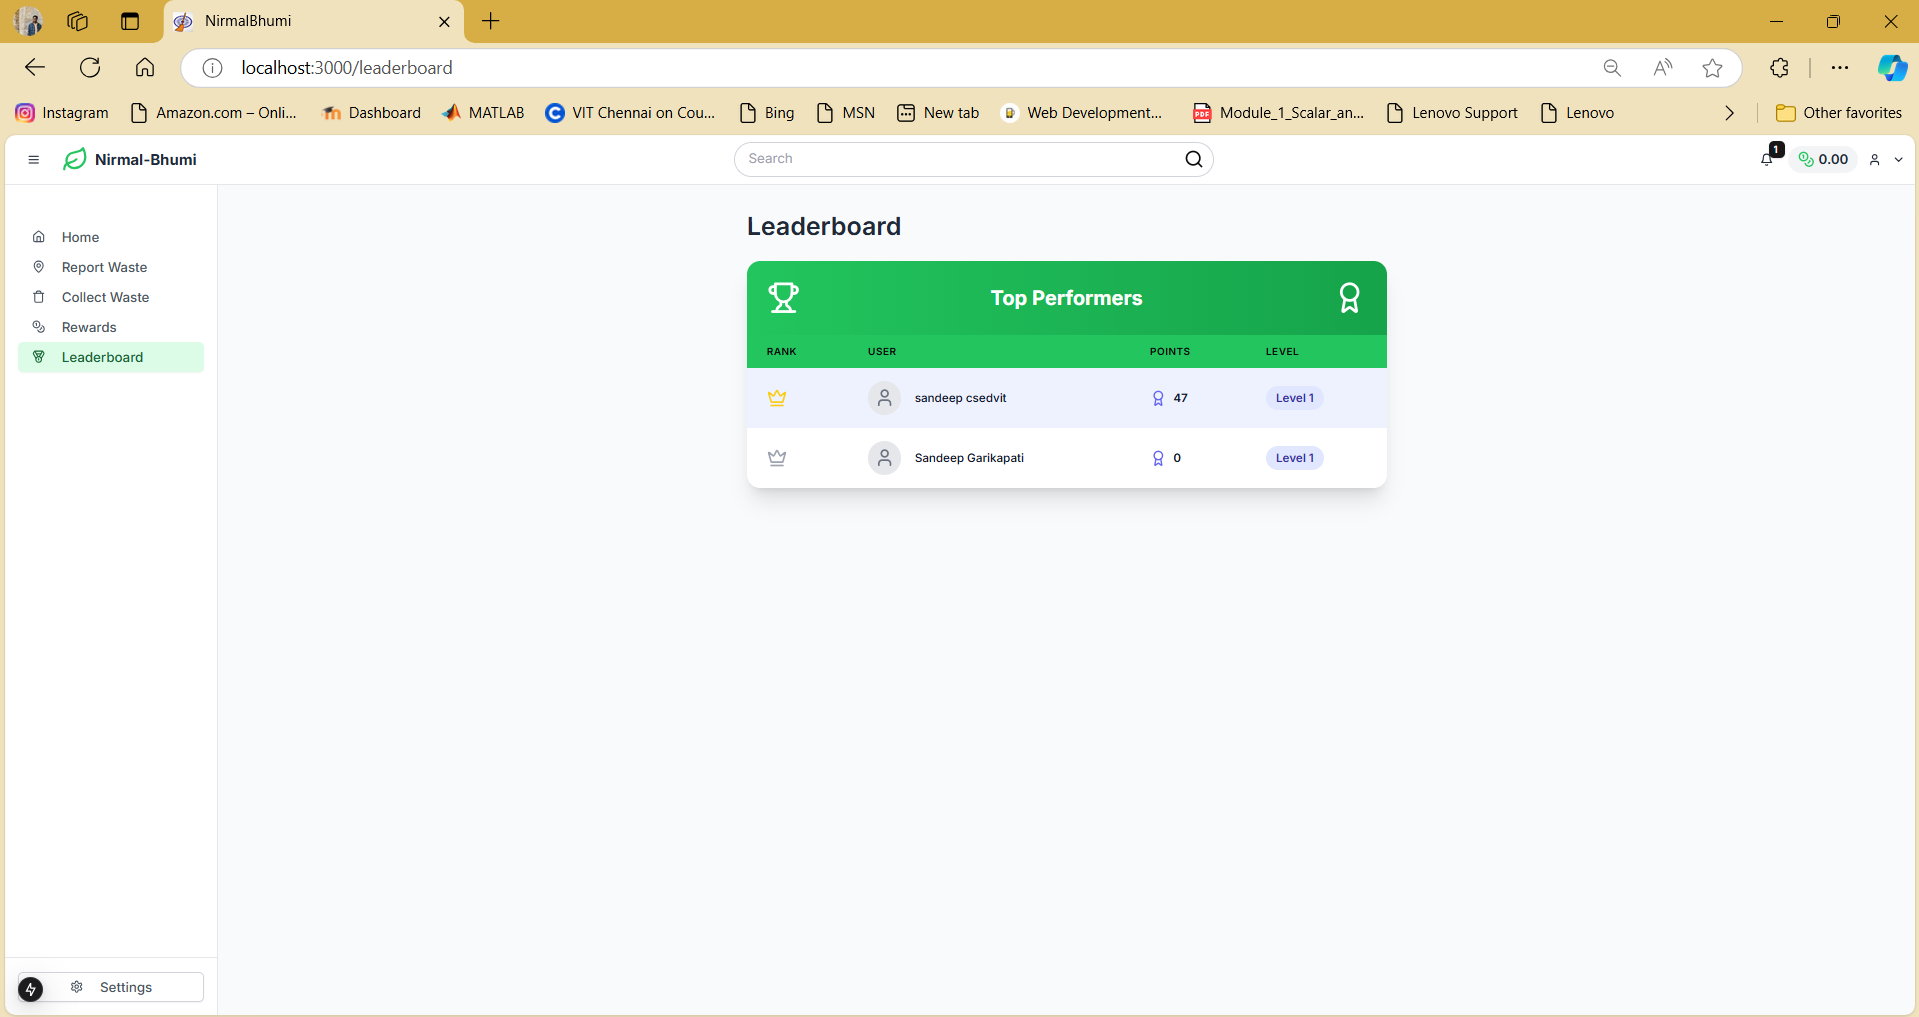 NirmalBhumi
localhost:3000/leaderboard
Instagram Amazon.com – Onli... Dashboard MATLAB VIT Chennai on Cou... Bing MSN New tab Web Development... Module_1_Scalar_an... Lenovo Support Lenovo Other favorites
Nirmal-Bhumi Search 1 0.00
Home
Report Waste
Collect Waste
Rewards
Leaderboard
Settings
Leaderboard
Top Performers
RANK USER POINTS LEVEL
sandeep csedvit 47 Level 1
Sandeep Garikapati 0 Level 1